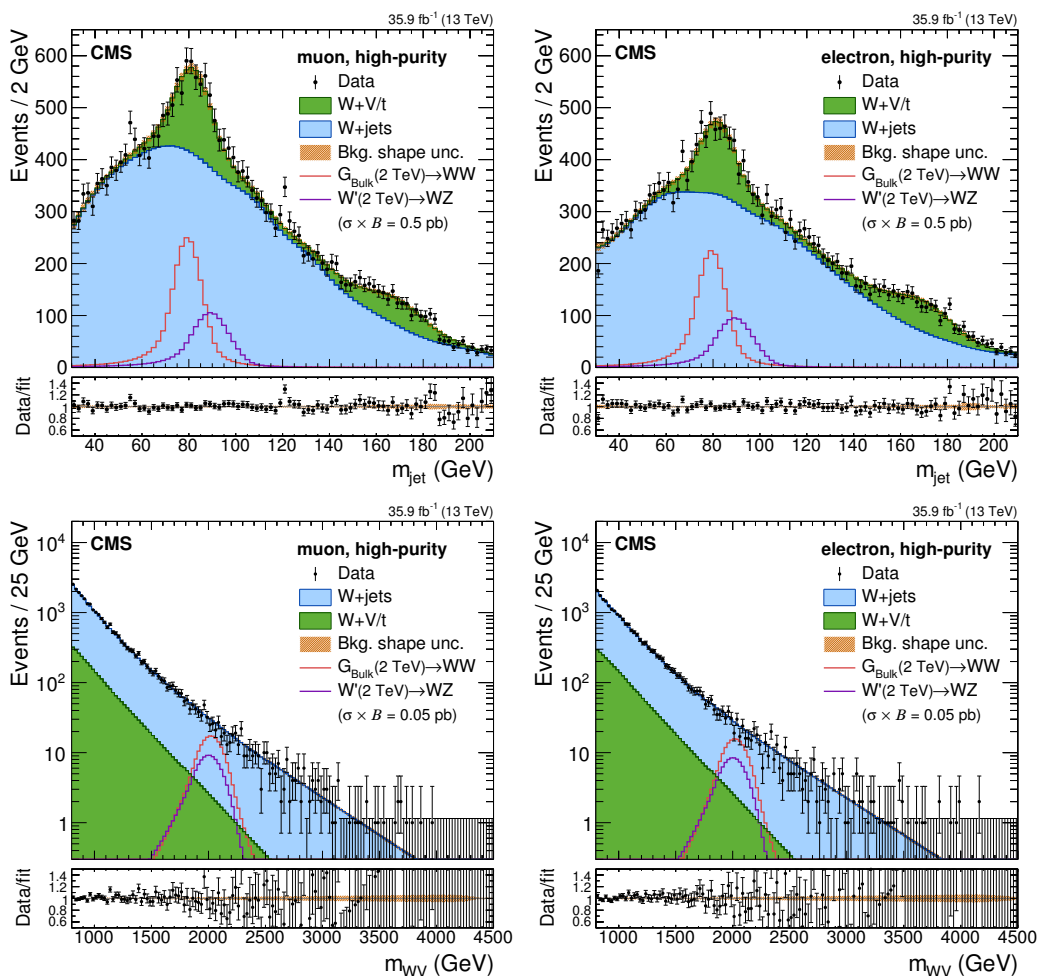 35.9 fb⁻¹ (13 TeV)
CMS
muon, high-purity
Data
W+V/t
W+jets
Bkg. shape unc.
G_Bulk(2 TeV)→WW
W'(2 TeV)→WZ
(σ × B = 0.5 pb)
Events / 2 GeV
600
500
400
300
200
100
0
Data/fit
1.4
1.2
1
0.8
0.6
40 60 80 100 120 140 160 180 200
m_jet (GeV)
35.9 fb⁻¹ (13 TeV)
CMS
electron, high-purity
Data
W+V/t
W+jets
Bkg. shape unc.
G_Bulk(2 TeV)→WW
W'(2 TeV)→WZ
(σ × B = 0.5 pb)
Events / 2 GeV
600
500
400
300
200
100
0
Data/fit
1.4
1.2
1
0.8
0.6
40 60 80 100 120 140 160 180 200
m_jet (GeV)
35.9 fb⁻¹ (13 TeV)
CMS
muon, high-purity
Data
W+jets
W+V/t
Bkg. shape unc.
G_Bulk(2 TeV)→WW
W'(2 TeV)→WZ
(σ × B = 0.05 pb)
Events / 25 GeV
10⁴
10³
10²
10
1
Data/fit
1.4
1.2
1
0.8
0.6
1000 1500 2000 2500 3000 3500 4000 4500
m_WV (GeV)
35.9 fb⁻¹ (13 TeV)
CMS
electron, high-purity
Data
W+jets
W+V/t
Bkg. shape unc.
G_Bulk(2 TeV)→WW
W'(2 TeV)→WZ
(σ × B = 0.05 pb)
Events / 25 GeV
10⁴
10³
10²
10
1
Data/fit
1.4
1.2
1
0.8
0.6
1000 1500 2000 2500 3000 3500 4000 4500
m_WV (GeV)